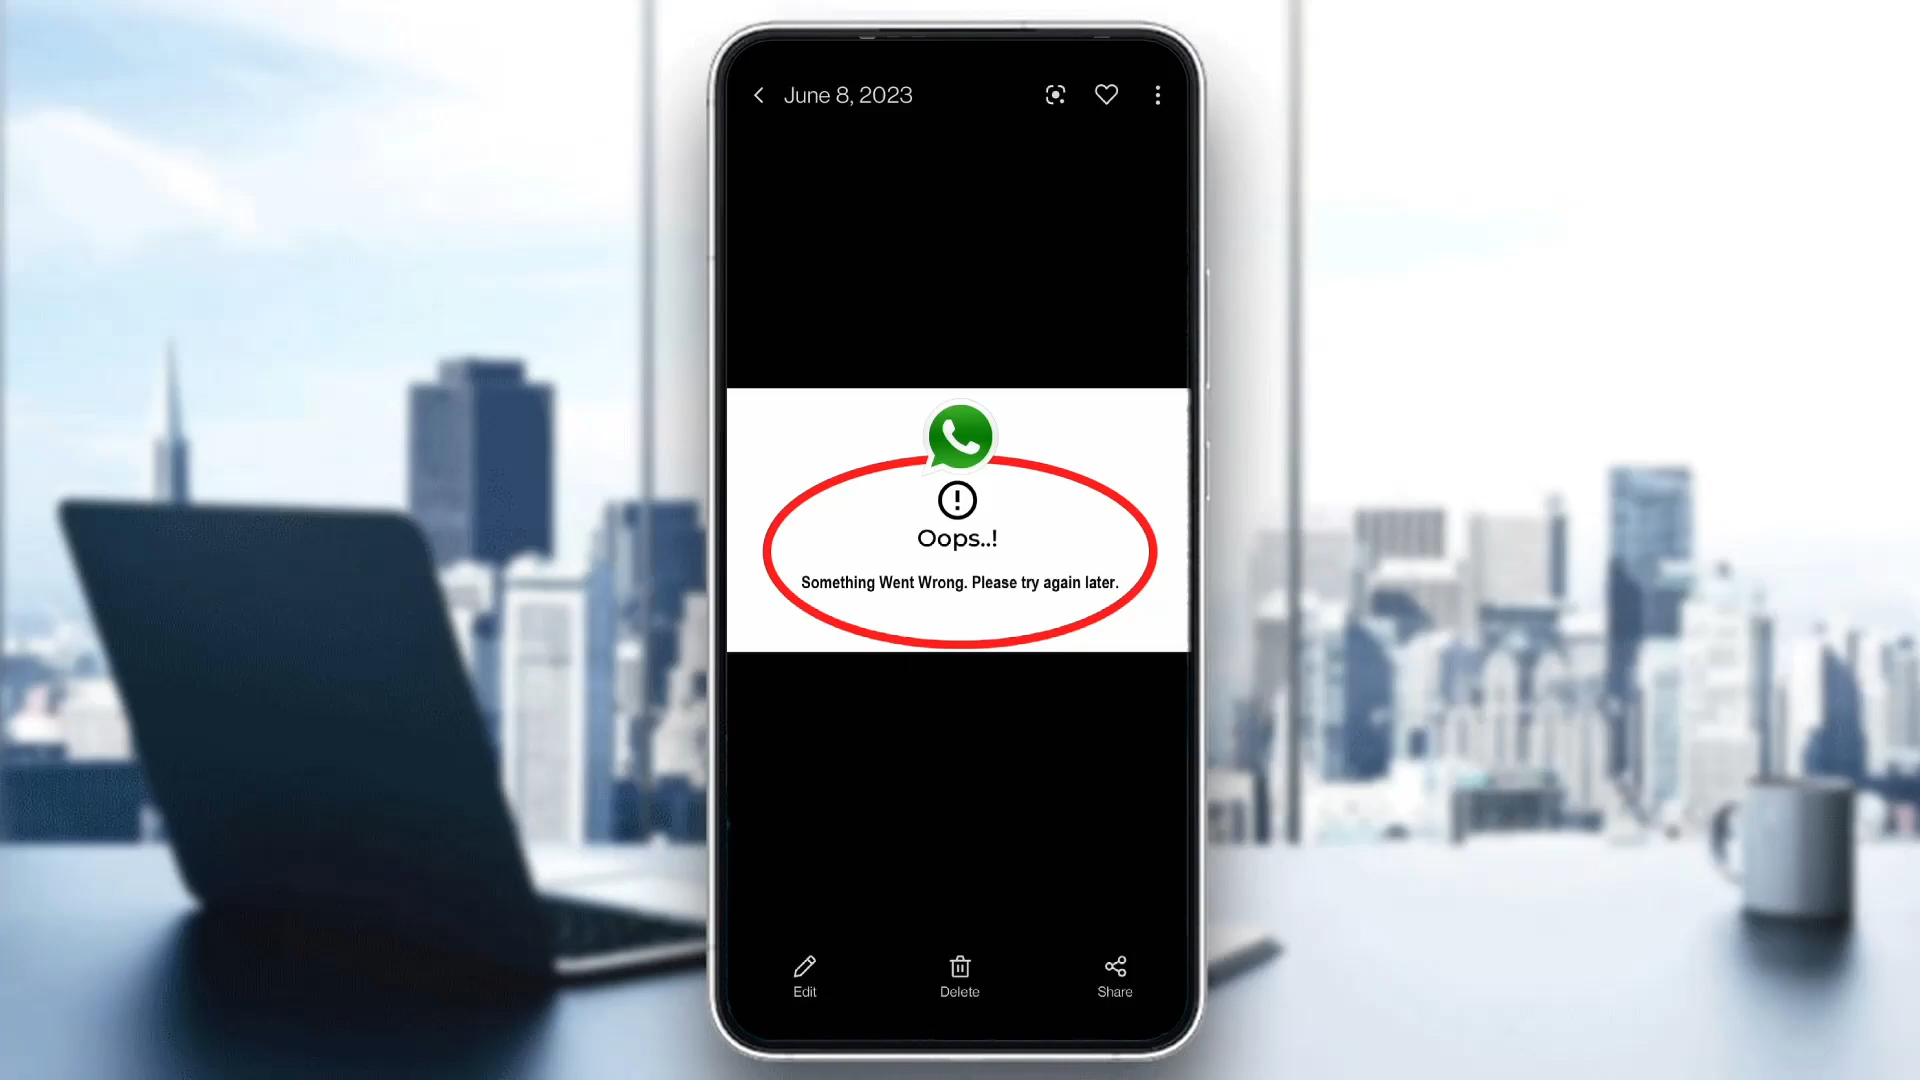 June 8, 2023
Oops..!
Something Went Wrong. Please try again later.
Edit
Delete
Share